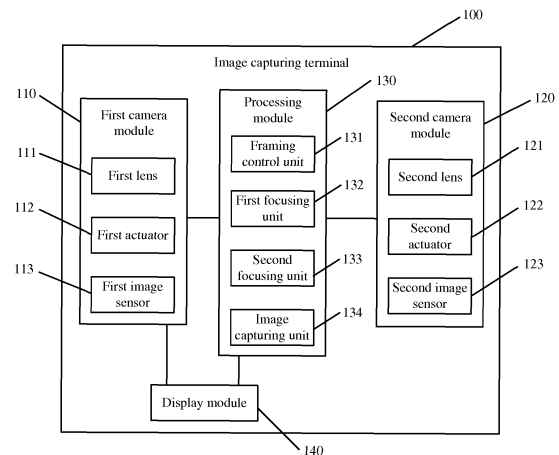 100
Image capturing terminal
110
First camera
module
111
First lens
112
First actuator
113
First image
sensor
Processing
module
130
Framing
control unit
131
First focusing
unit
132
Second
focusing unit
133
Image
capturing unit
134
Second camera
module
120
Second lens
121
Second
actuator
122
Second image
sensor
123
Display module
140